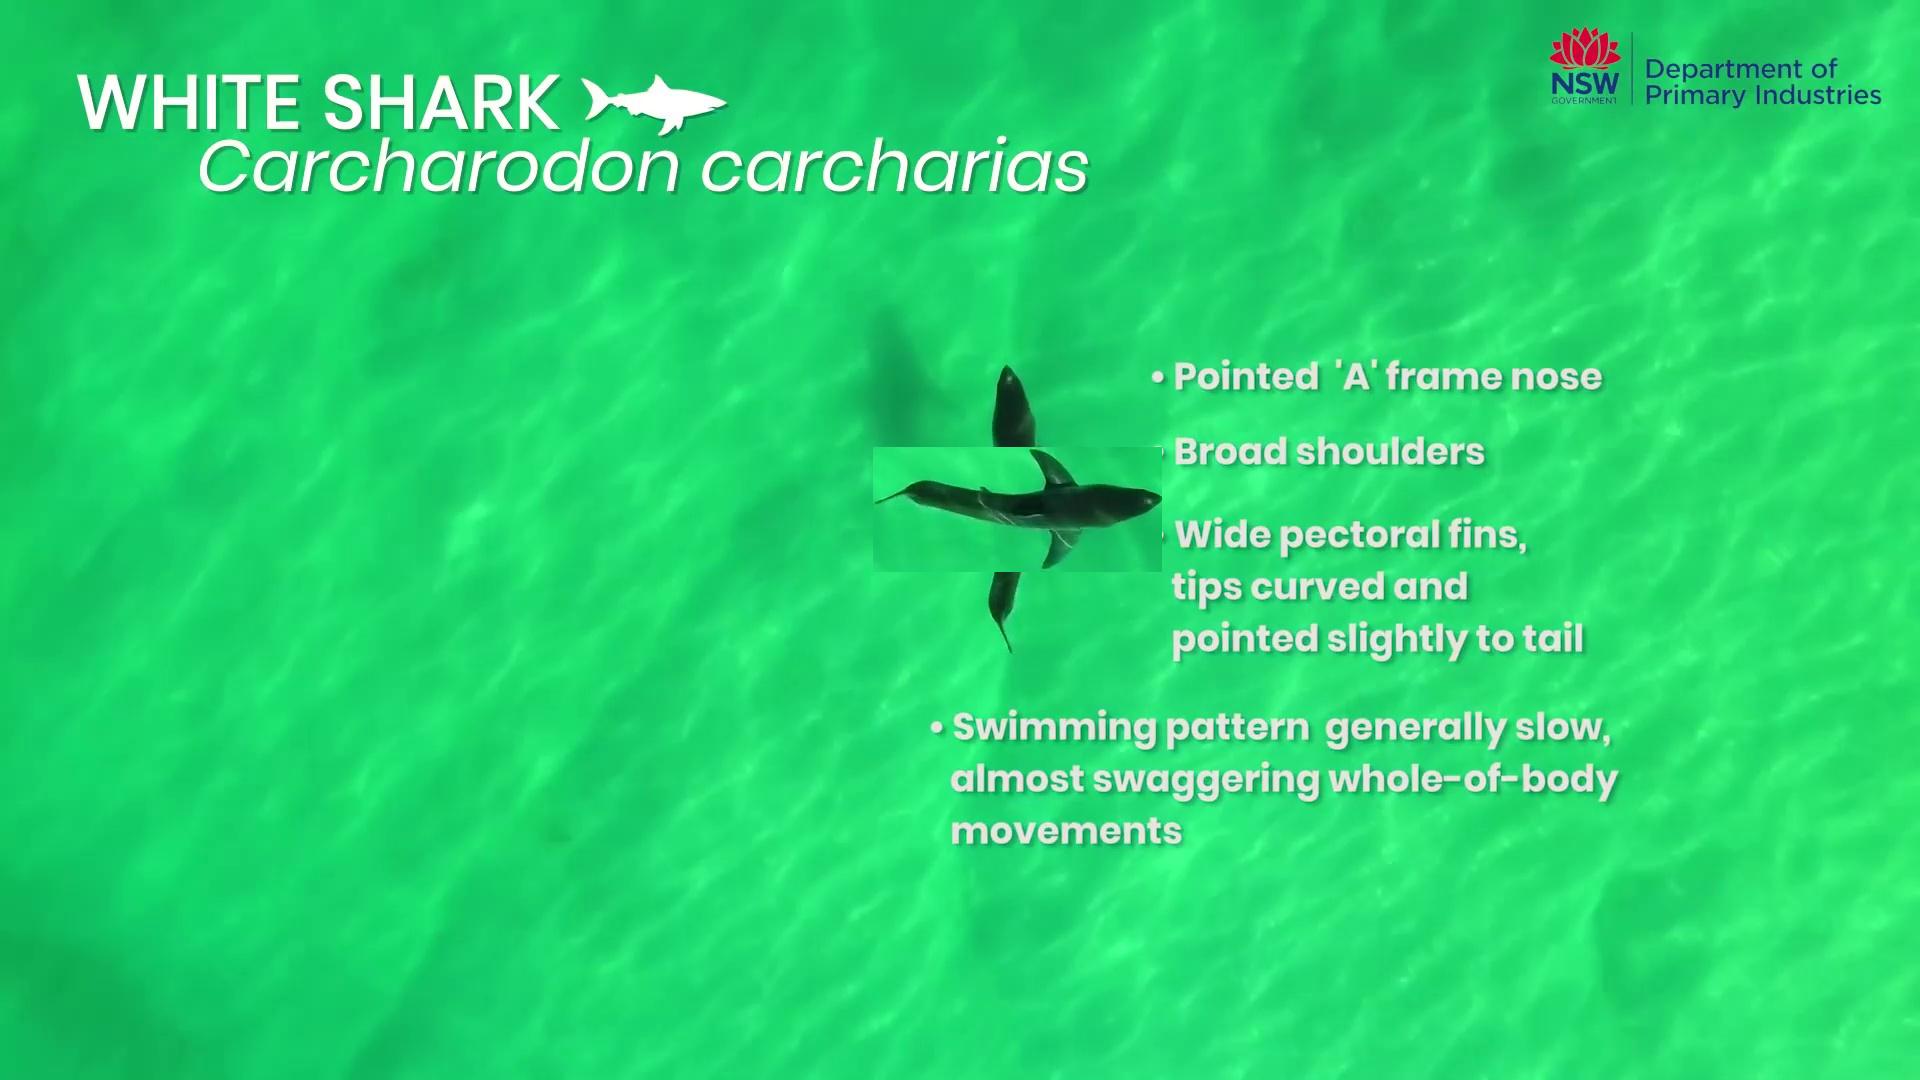 WHITE SHARK
Carcharodon carcharias
NSW
GOVERNMENT
Department of
Primary Industries
• Pointed 'A' frame nose
Broad shoulders
Wide pectoral fins,
tips curved and
pointed slightly to tail
• Swimming pattern generally slow,
almost swaggering whole-of-body
movements